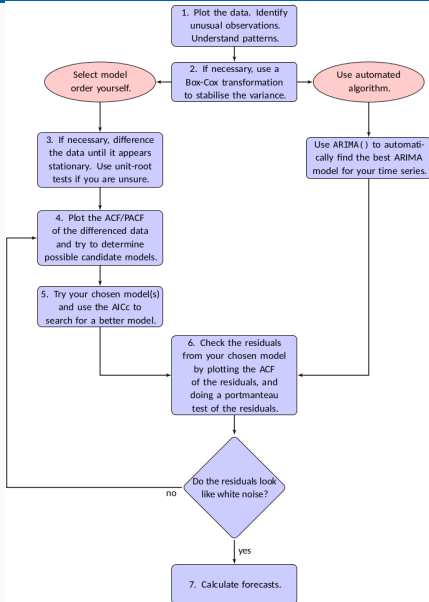 1. Plot the data. Identify
unusual observations.
Understand patterns.
Select model
order yourself.
2. If necessary, use a
Box-Cox transformation
to stabilise the variance.
Use automated
algorithm.
3. If necessary, difference
the data until it appears
stationary. Use unit-root
tests if you are unsure.
Use ARIMA() to automati-
cally find the best ARIMA
model for your time series.
4. Plot the ACF/PACF
of the differenced data
and try to determine
possible candidate models.
5. Try your chosen model(s)
and use the AICc to
search for a better model.
6. Check the residuals
from your chosen model
by plotting the ACF
of the residuals, and
doing a portmanteau
test of the residuals.
Do the residuals look
like white noise?
no
yes
7. Calculate forecasts.